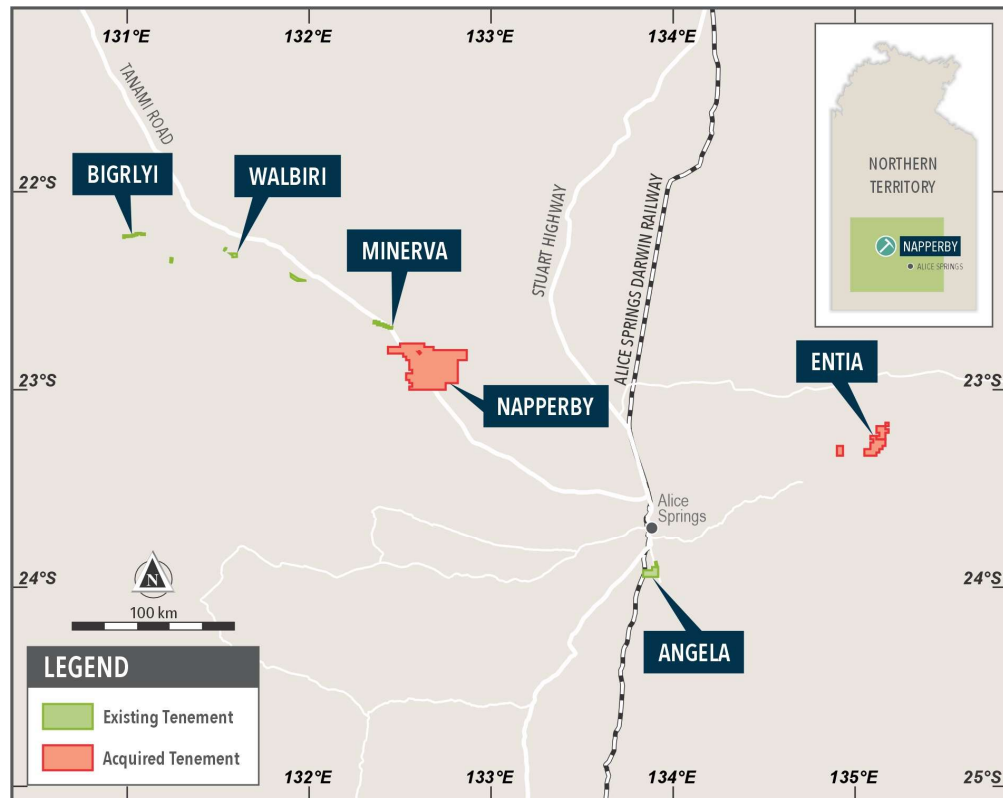 131°E
132°E
133°E
134°E
TANAMI ROAD
BIGRLYI
WALBIRI
MINERVA
NAPPERBY
STUART HIGHWAY
ALICE SPRINGS DARWIN RAILWAY
NORTHERN
TERRITORY
NAPPERBY
ALICE SPRINGS
22°S
ENTIA
23°S
23°S
Alice
Springs
24°S
24°S
ANGELA
N
100 km
LEGEND
Existing Tenement
Acquired Tenement
132°E
133°E
134°E
135°E
25°S